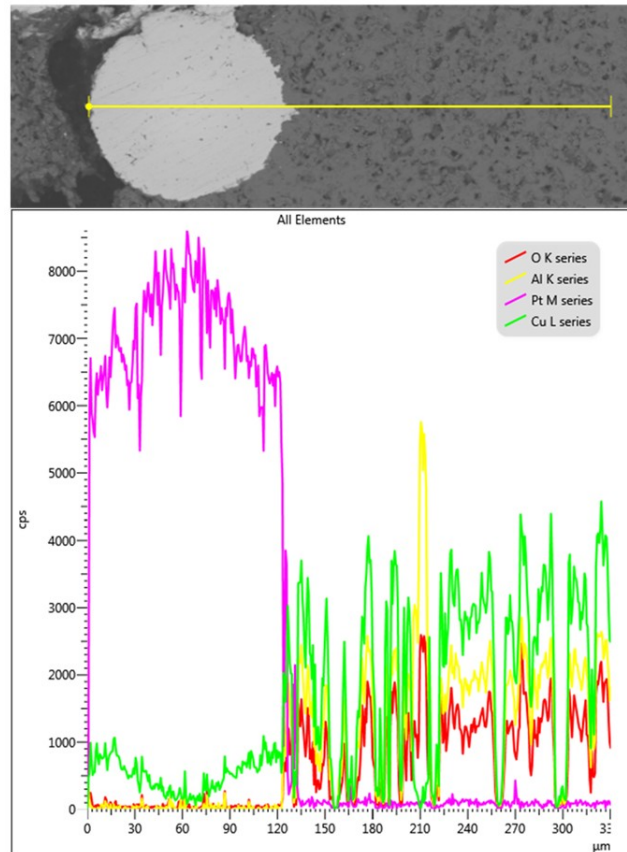 All Elements
O K series
Al K series
Pt M series
Cu L series
8000
7000
6000
5000
4000
3000
2000
1000
0
cps
0 30 60 90 120 150 180 210 240 270 300 33
µm